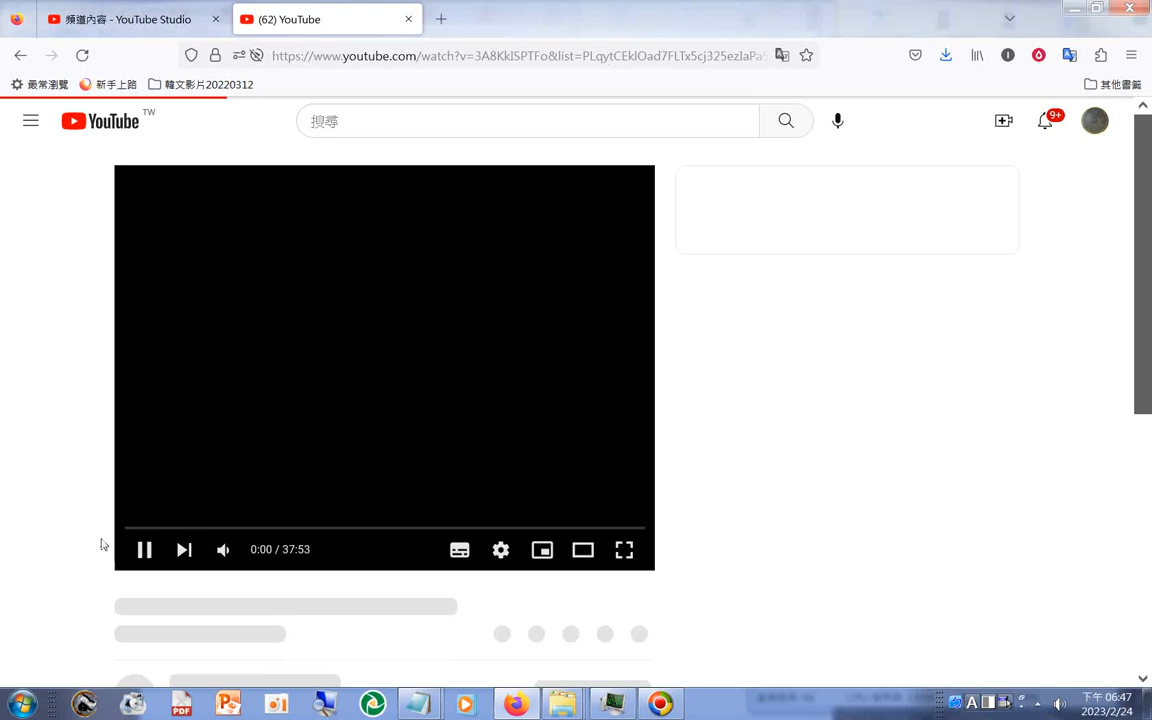 頻道內容 - YouTube Studio
(62) YouTube
https://www.youtube.com/watch?v=3A8KklSPTFo&list=PLqytCEklOad7FLTx5cj325ezIaPa
最常瀏覽
新手上路
韓文影片20220312
其他書籤
YouTube TW
搜尋
9+
0:00 / 37:53
下午 06:47
2023/2/24